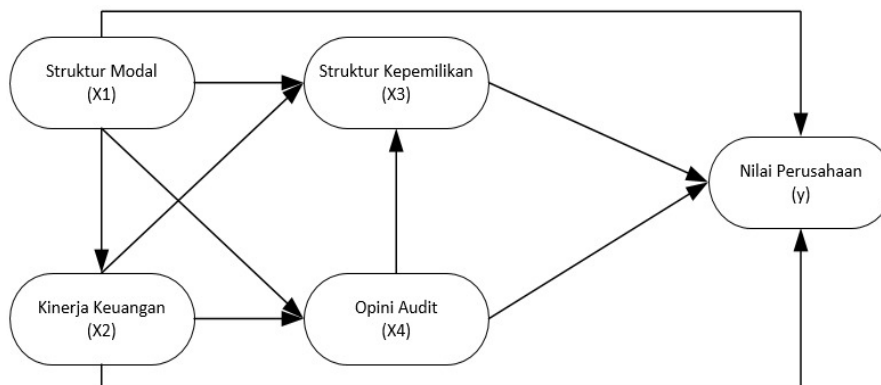 Struktur Modal
(X1)
Struktur Kepemilikan
(X3)
Nilai Perusahaan
(y)
Kinerja Keuangan
(X2)
Opini Audit
(X4)